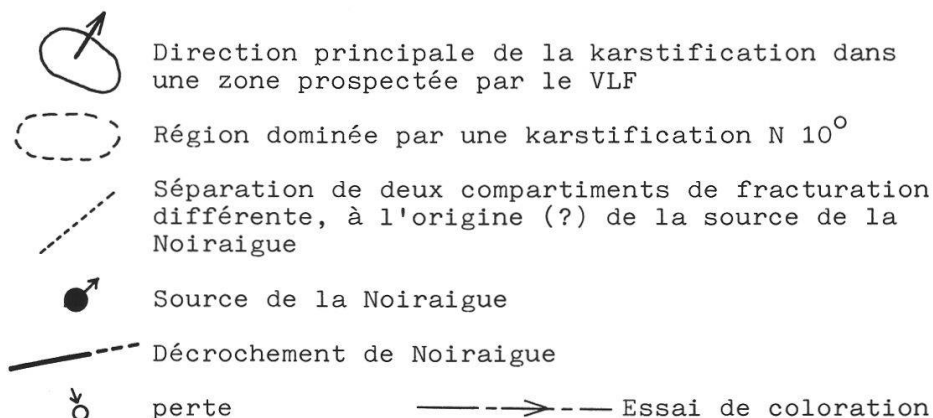 Direction principale de la karstification dans
une zone prospectée par le VLF
Région dominée par une karstification N 10°
Séparation de deux compartiments de fracturation
différente, à l'origine (?) de la source de la
Noiraigue
Source de la Noiraigue
Décrochement de Noiraigue
perte Essai de coloration